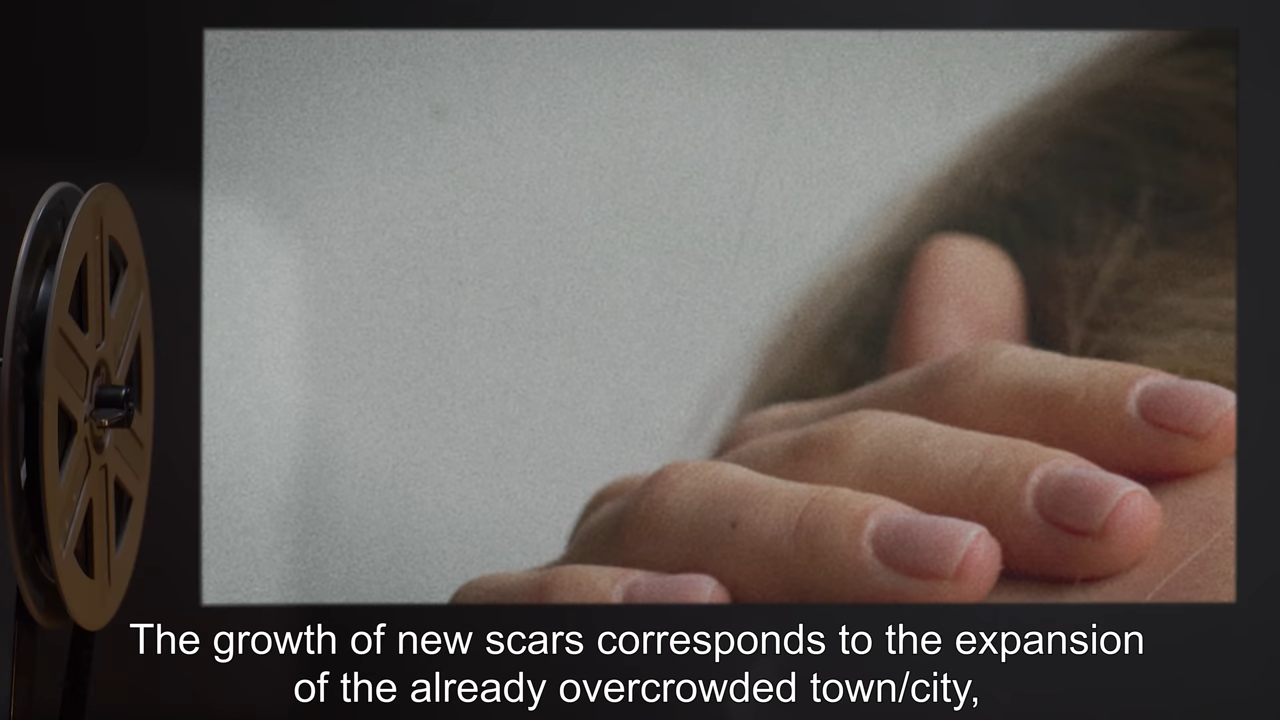 The growth of new scars corresponds to the expansion
of the already overcrowded town/city,